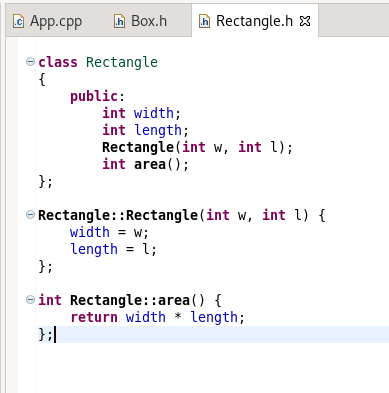 App.cpp Box.h Rectangle.h
class Rectangle
{
    public:
        int width;
        int length;
        Rectangle(int w, int l);
        int area();
};
Rectangle::Rectangle(int w, int l) {
    width = w;
    length = l;
};
int Rectangle::area() {
    return width * length;
};